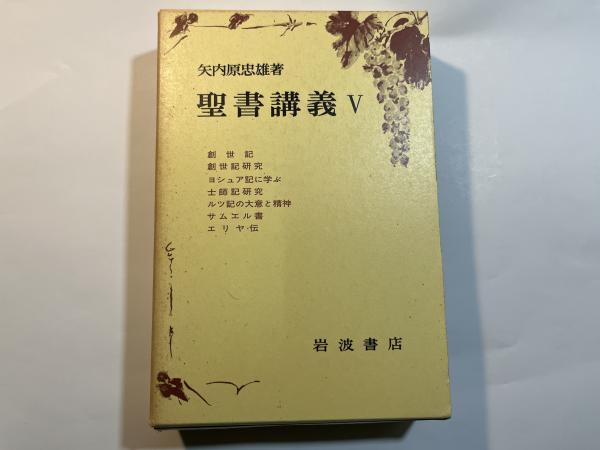 矢内原忠雄著
聖書講義 V
創世記
創世記研究
ヨシュア記に学ぶ
士師記研究
ルツ記の大意と精神
サムエル書
エリヤ伝
岩波書店